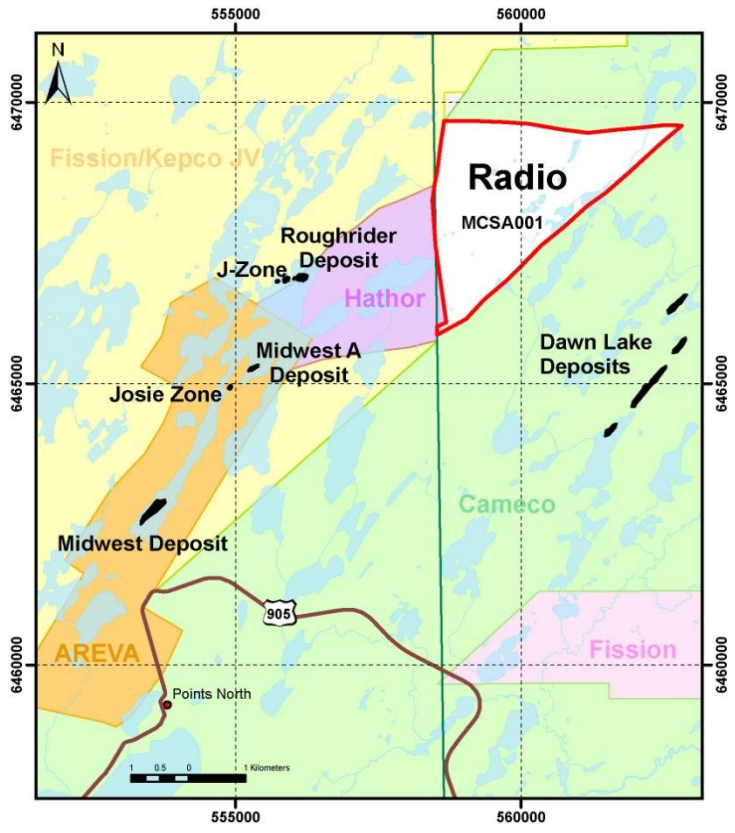 555000
560000
N
6470000
6470000
Fission/Kepco JV
Radio
MCSA001
Roughrider
Deposit
J-Zone
Hathor
Midwest A
Deposit
Dawn Lake
Deposits
6465000
6465000
Josie Zone
Cameco
Midwest Deposit
905
Fission
AREVA
6460000
6460000
Points North
1 0.5 0 1 Kilometers
555000
560000